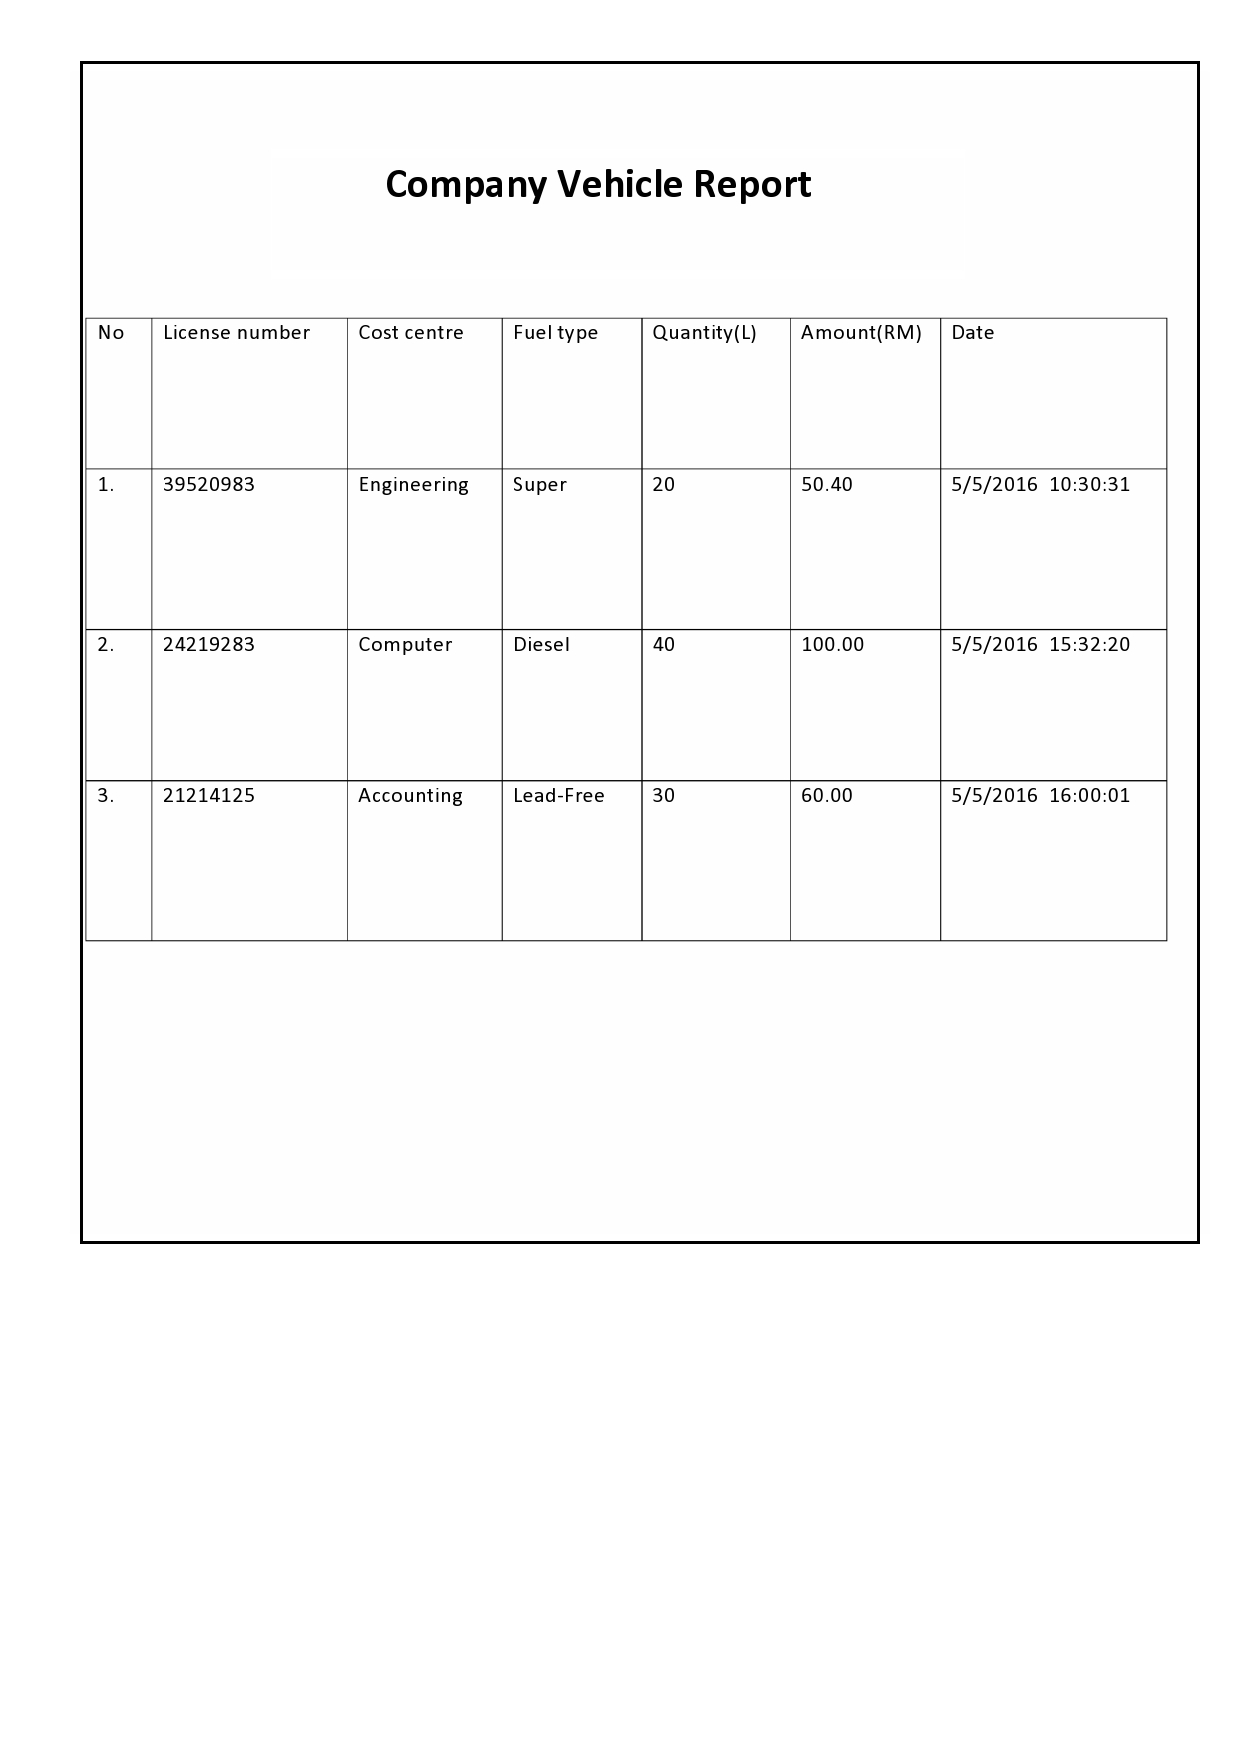 Company Vehicle Report
No License number Cost centre Fuel type Quantity(L) Amount(RM) Date
1. 39520983 Engineering Super 20 50.40 5/5/2016 10:30:31
2. 24219283 Computer Diesel 40 100.00 5/5/2016 15:32:20
3. 21214125 Accounting Lead-Free 30 60.00 5/5/2016 16:00:01